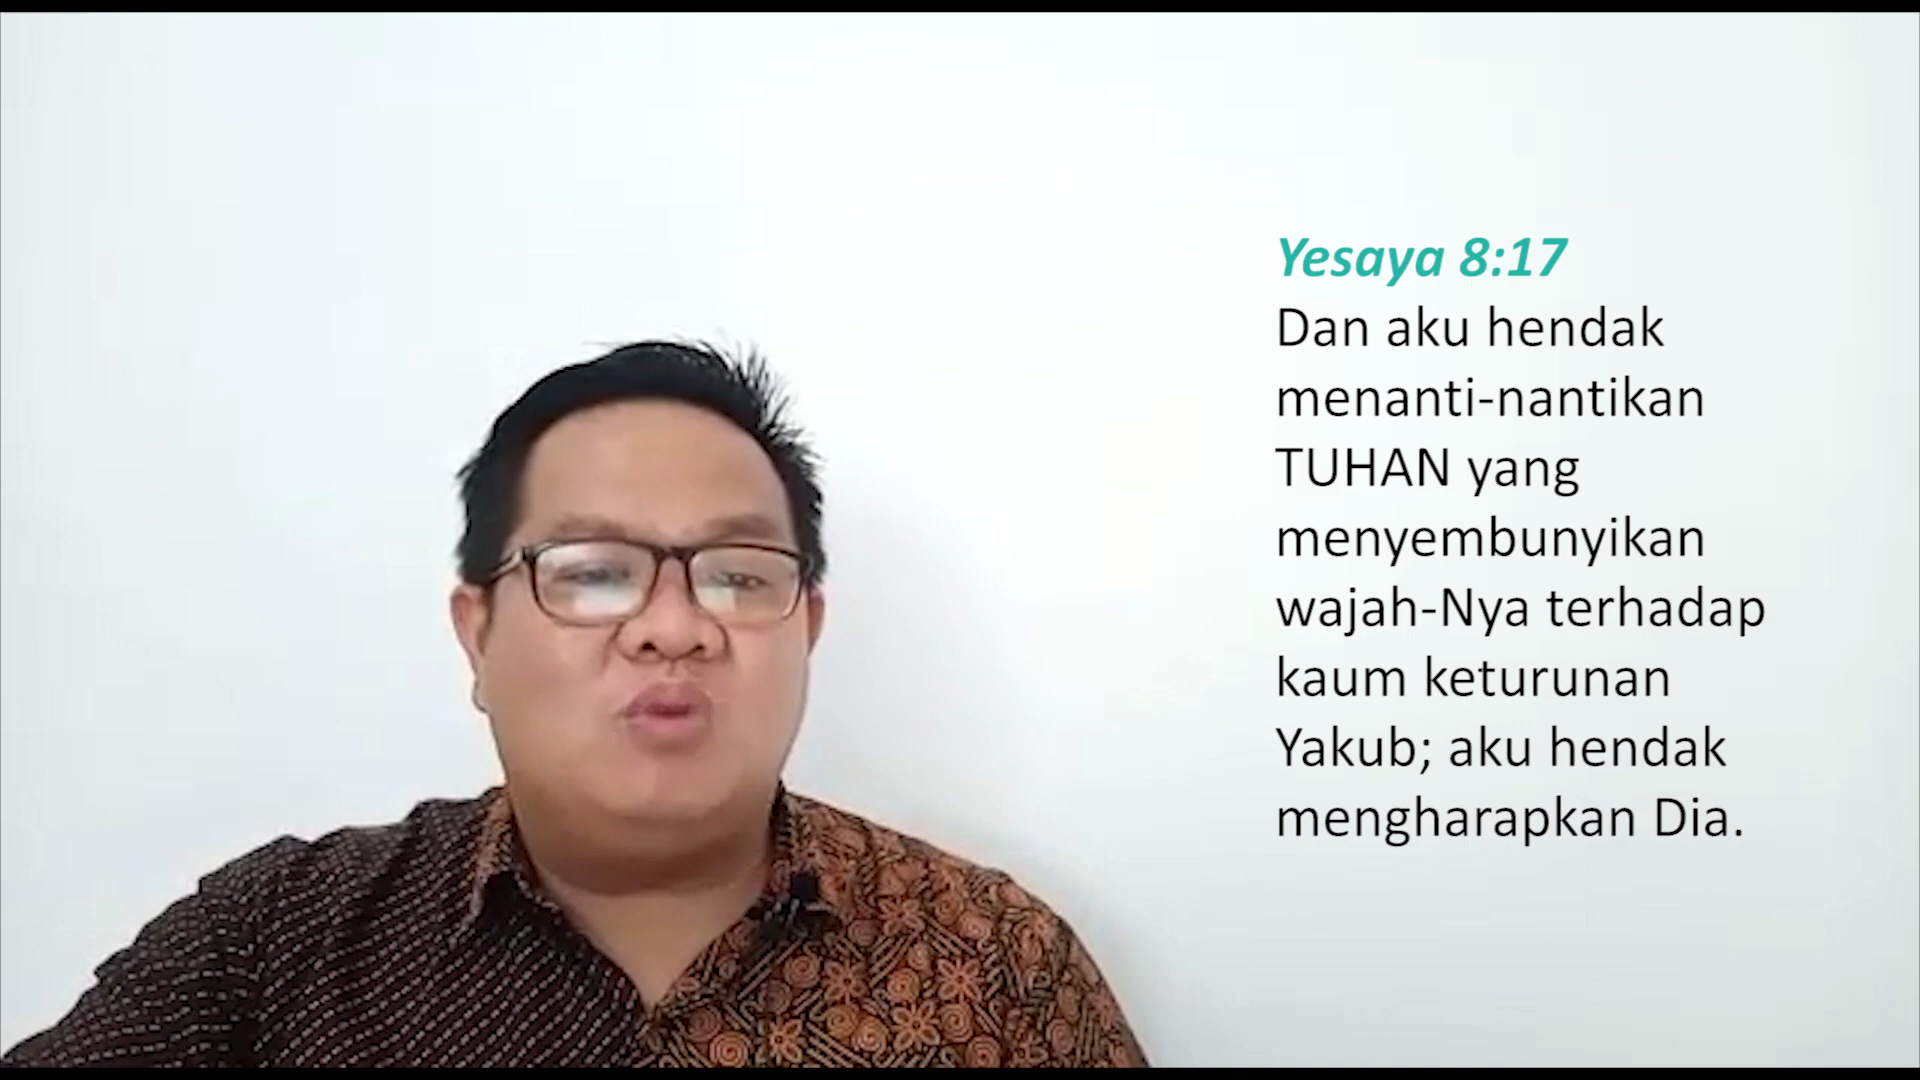 Yesaya 8:17
Dan aku hendak
menanti-nantikan
TUHAN yang
menyembunyikan
wajah-Nya terhadap
kaum keturunan
Yakub; aku hendak
mengharapkan Dia.